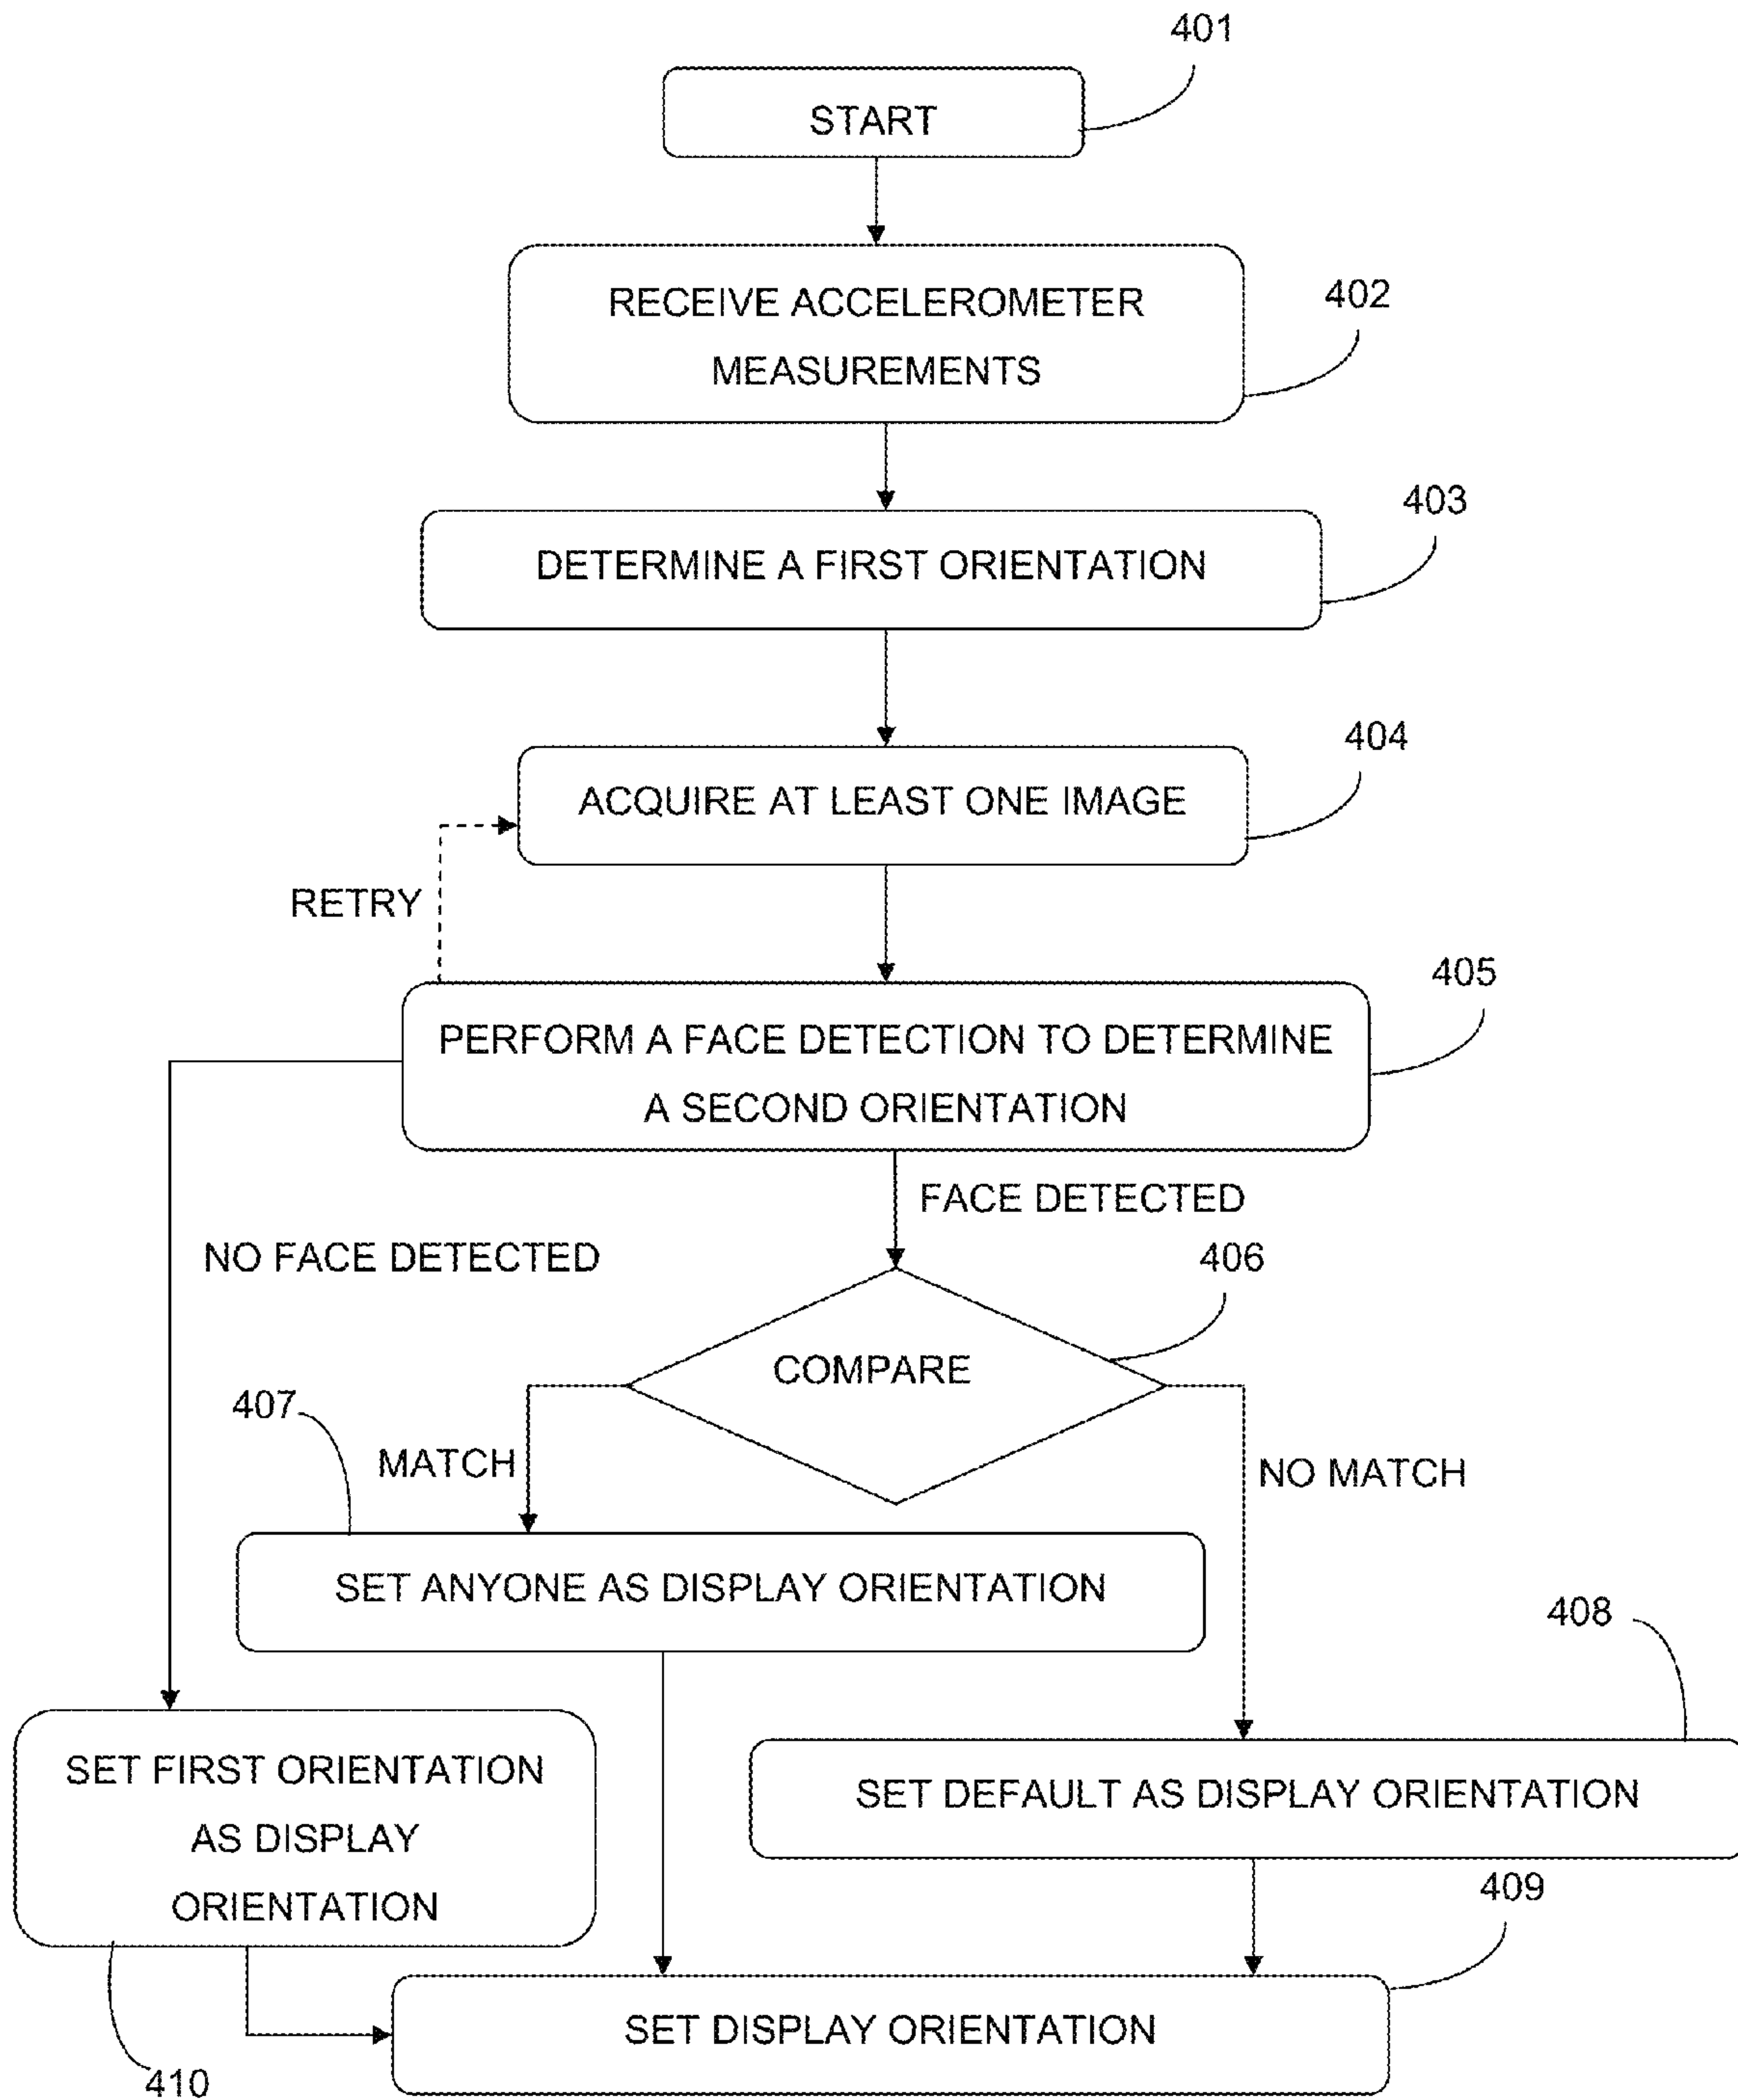 401
START
402
RECEIVE ACCELEROMETER
MEASUREMENTS
403
DETERMINE A FIRST ORIENTATION
404
ACQUIRE AT LEAST ONE IMAGE
RETRY
405
PERFORM A FACE DETECTION TO DETERMINE
A SECOND ORIENTATION
FACE DETECTED
NO FACE DETECTED
406
COMPARE
407
MATCH
NO MATCH
SET ANYONE AS DISPLAY ORIENTATION
408
SET FIRST ORIENTATION
AS DISPLAY
ORIENTATION
SET DEFAULT AS DISPLAY ORIENTATION
409
SET DISPLAY ORIENTATION
410